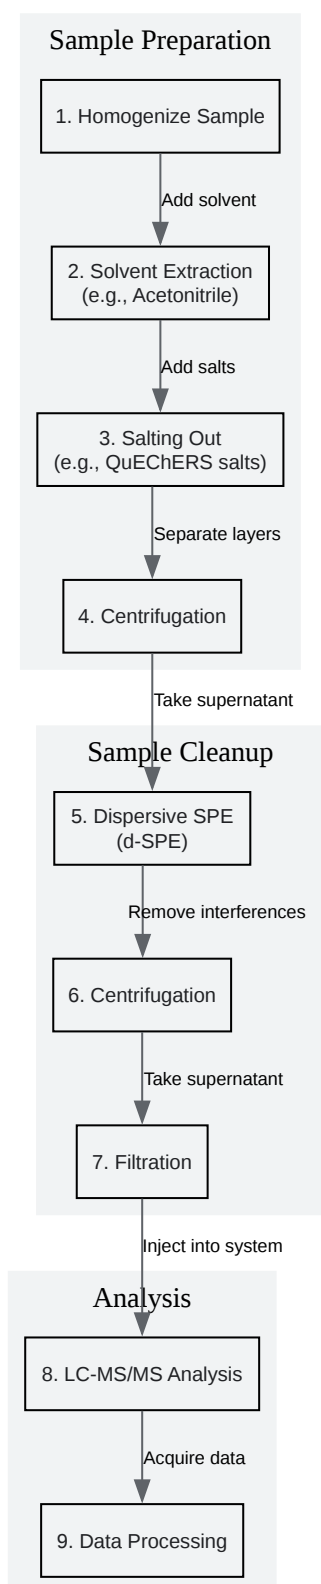 Sample Preparation
1. Homogenize Sample
Add solvent
2. Solvent Extraction
(e.g., Acetonitrile)
Add salts
3. Salting Out
(e.g., QuEChERS salts)
Separate layers
4. Centrifugation
Take supernatant
Sample Cleanup
5. Dispersive SPE
(d-SPE)
Remove interferences
6. Centrifugation
Take supernatant
7. Filtration
Inject into system
Analysis
8. LC-MS/MS Analysis
Acquire data
9. Data Processing